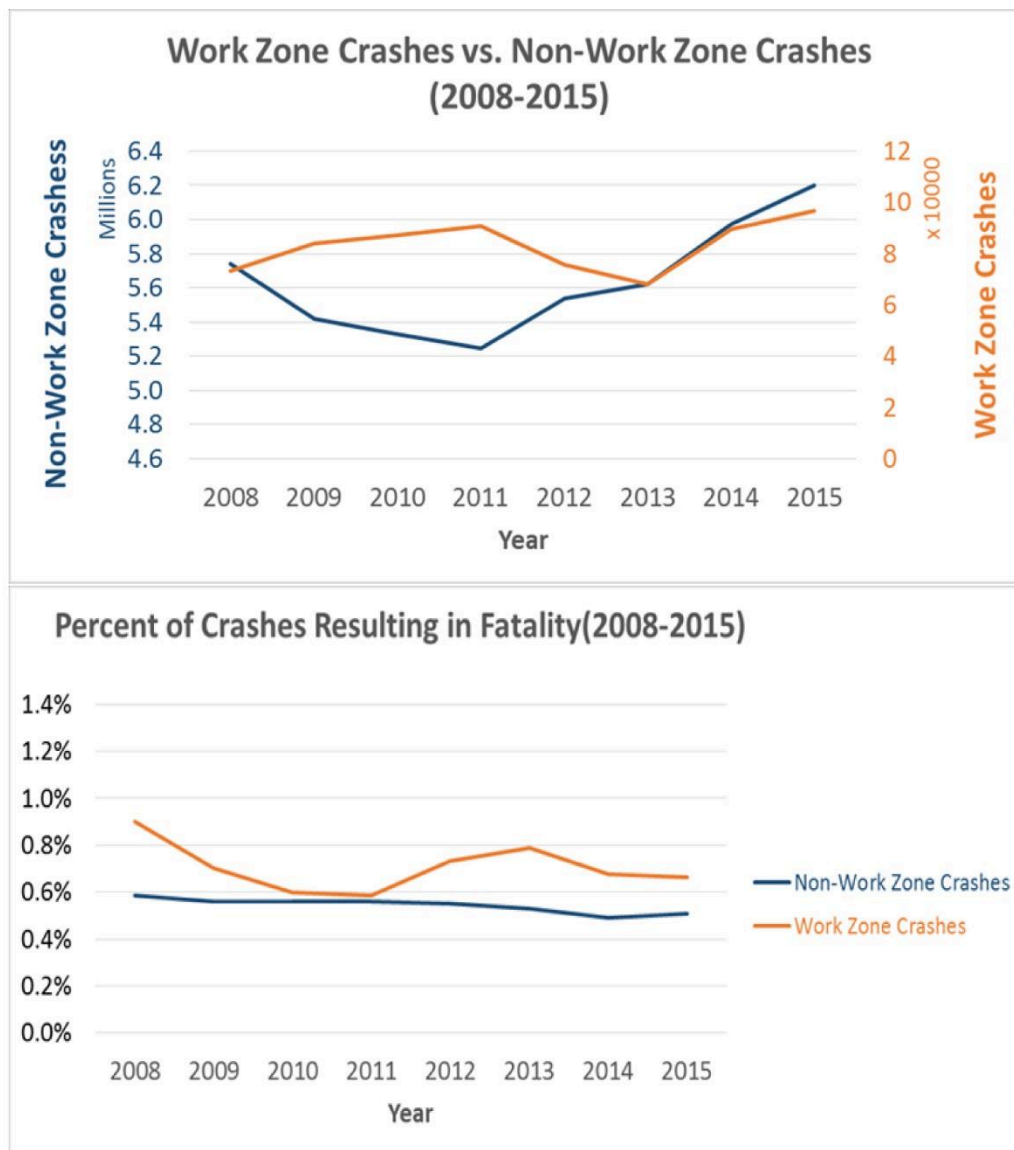 Work Zone Crashes vs. Non-Work Zone Crashes
(2008-2015)
Non-Work Zone Crashess
Millions
6.4
6.2
6.0
5.8
5.6
5.4
5.2
5.0
4.8
4.6
12
10
8
6
4
2
0
x 10000
Work Zone Crashes
2008 2009 2010 2011 2012 2013 2014 2015
Year
Percent of Crashes Resulting in Fatality(2008-2015)
1.4%
1.2%
1.0%
0.8%
0.6%
0.4%
0.2%
0.0%
2008 2009 2010 2011 2012 2013 2014 2015
Year
Non-Work Zone Crashes
Work Zone Crashes